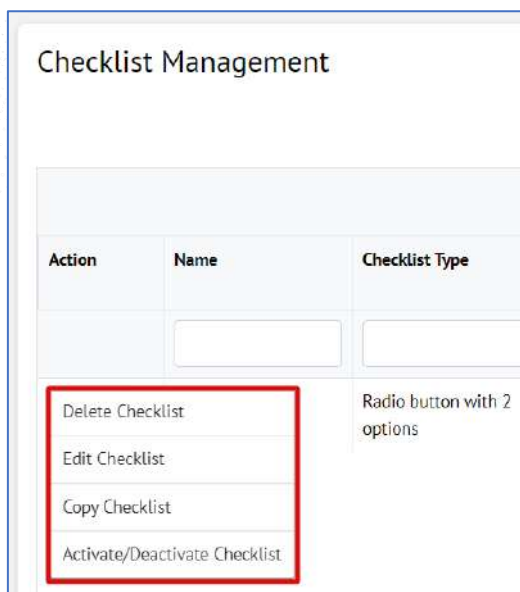 Checklist Management
Action
Name
Checklist Type
Delete Checklist
Radio button with 2
options
Edit Checklist
Copy Checklist
Activate/Deactivate Checklist